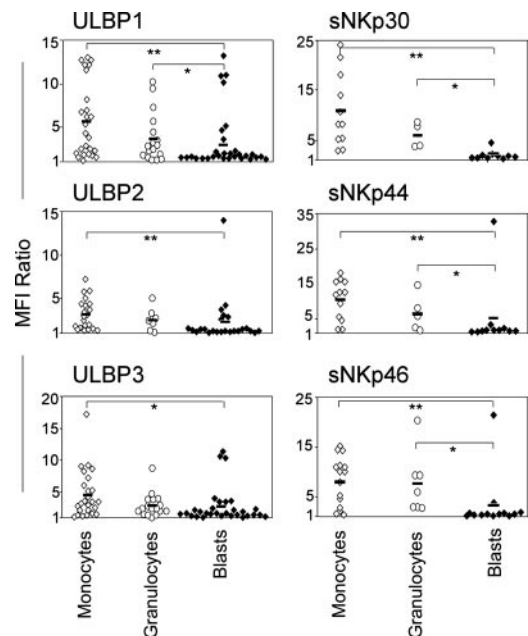 ULBP1
15
10
5
1
**
*
sNKp30
25
15
5
1
**
*
ULBP2
15
10
5
1
**
sNKp44
35
25
15
5
1
**
*
MFI Ratio
ULBP3
20
15
10
5
1
*
sNKp46
25
15
5
1
**
*
Monocytes
Granulocytes
Blasts
Monocytes
Granulocytes
Blasts